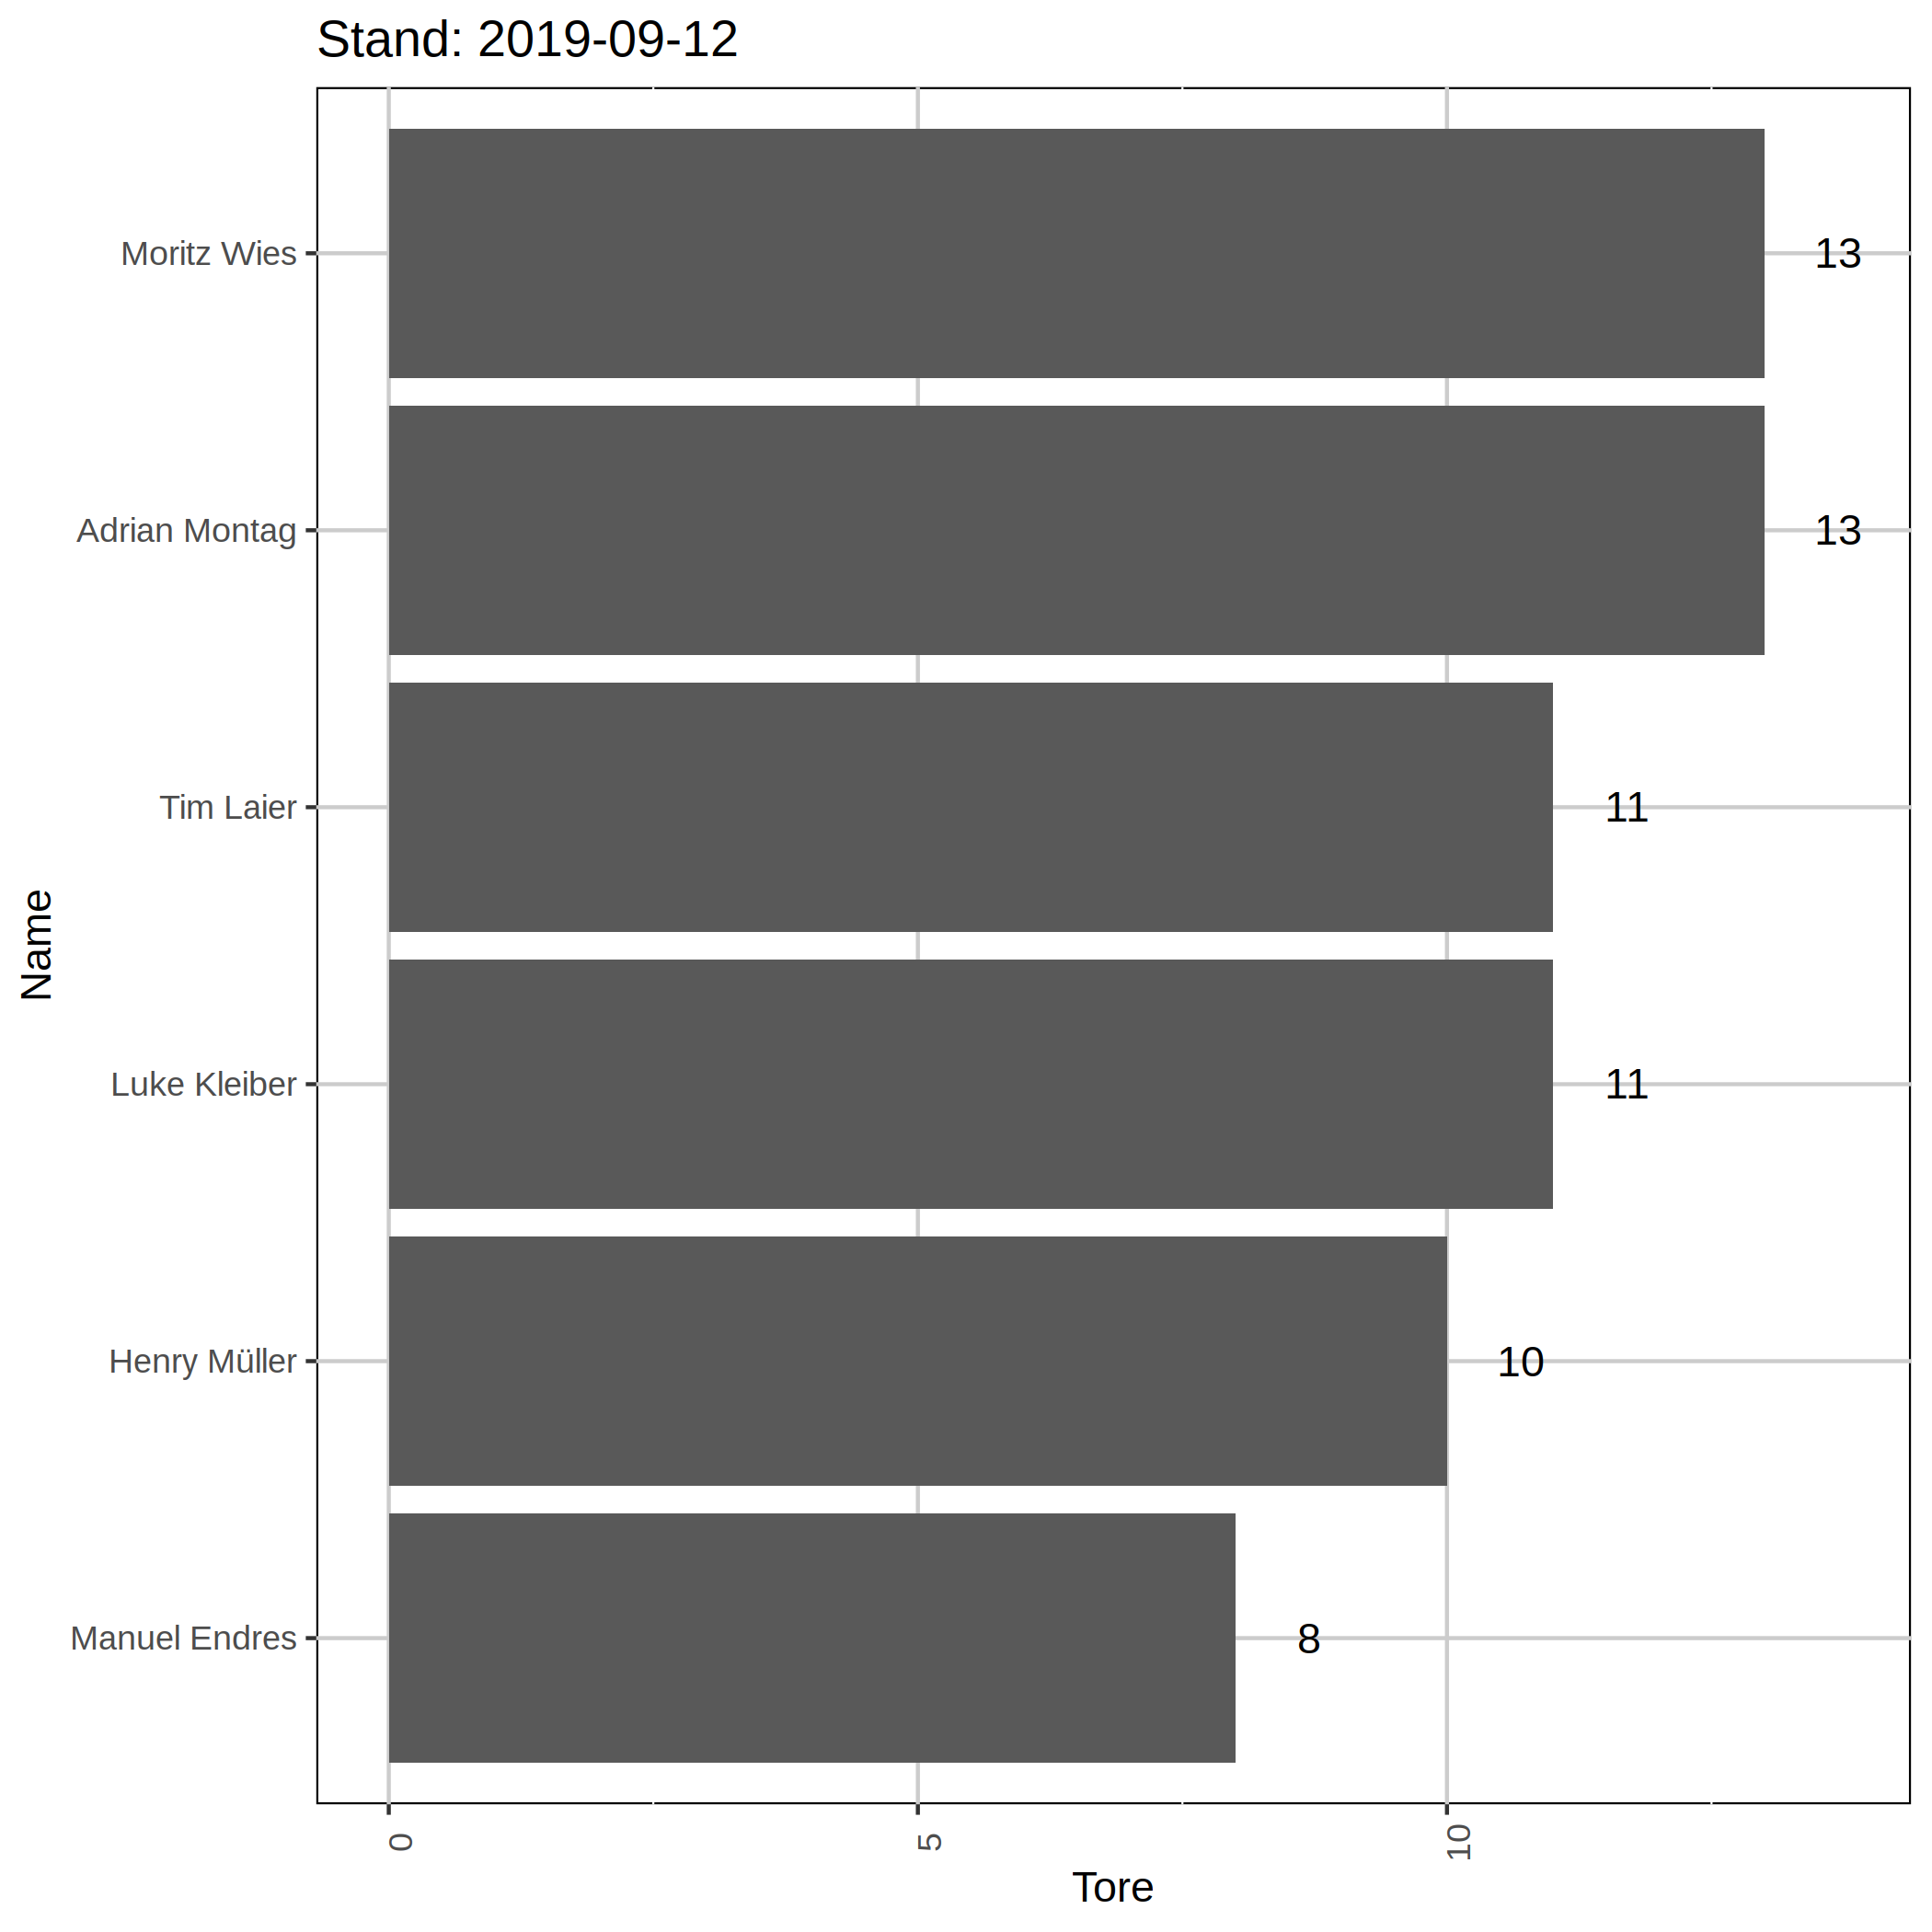 Stand: 2019-09-12
Moritz Wies
13
Adrian Montag
13
Tim Laier
11
Luke Kleiber
11
Henry Müller
10
Manuel Endres
8
Name
0
5
10
Tore